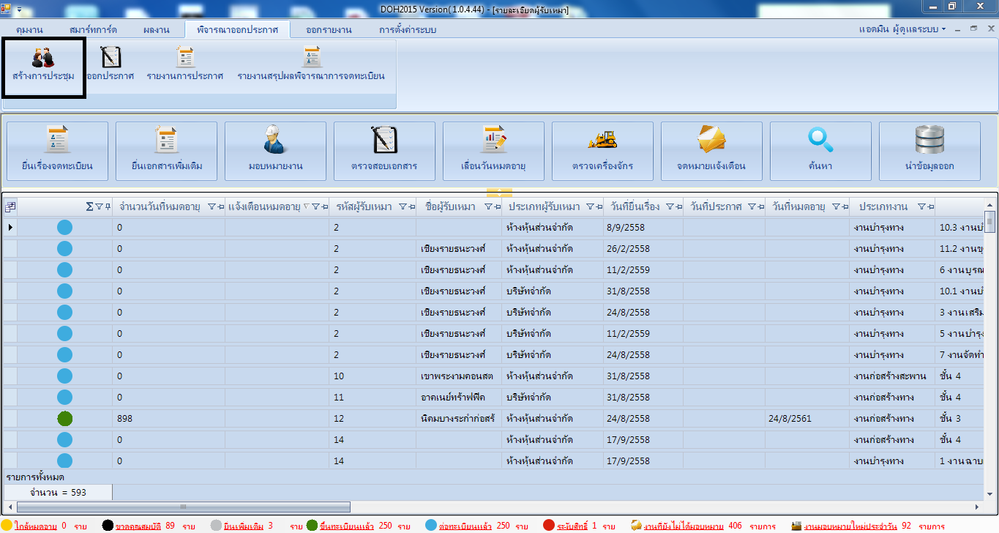 DOH2015 Version( 1.0.4.44) - [รายละเอียดผู้รับเหมา]
คุมงาน สมาร์ทการ์ด ผลงาน พิจารณาออกประกาศ ออกรายงาน การตั้งค่าระบบ แอดมิน ผู้ดูแลระบบ
สร้างการประชุม ออกประกาศ รายงานการประชุม รายงานสรุปผลพิจารณาการจดทะเบียน
ยื่นเรื่องจดทะเบียน ยื่นเอกสารเพิ่มเติม มอบหมายงาน ตรวจสอบเอกสาร เลื่อนวันหมดอายุ ตรวจเครื่องจักร จดหมายแจ้งเตือน ค้นหา นำข้อมูลออก
จำนวนวันที่หมดอายุ แจ้งเตือนหมดอายุ รหัสผู้รับเหมา ชื่อผู้รับเหมา ประเภทผู้รับเหมา วันที่ยื่นเรื่อง วันที่ประกาศ วันที่หมดอายุ ประเภทงาน
0 2 ห้างหุ้นส่วนจำกัด 8/9/2558 งานบำรุงทาง 10.3 งานบำ
0 2 เชียงรายธนะวงศ์ ห้างหุ้นส่วนจำกัด 26/2/2558 งานบำรุงทาง 11.2 งานขุ
0 2 เชียงรายธนะวงศ์ ห้างหุ้นส่วนจำกัด 11/2/2559 งานบำรุงทาง 6 งานบูรณ
0 2 เชียงรายธนะวงศ์ บริษัทจำกัด 31/8/2558 งานบำรุงทาง 10.1 งานบำ
0 2 เชียงรายธนะวงศ์ บริษัทจำกัด 24/8/2558 งานบำรุงทาง 3 งานเสริม
0 2 เชียงรายธนะวงศ์ บริษัทจำกัด 11/2/2559 งานบำรุงทาง 5 งานบำรุง
0 2 เชียงรายธนะวงศ์ บริษัทจำกัด 24/8/2558 งานบำรุงทาง 7 งานจัดทำ
0 10 เขาพระงามคอนสต ห้างหุ้นส่วนจำกัด 31/8/2558 งานก่อสร้างสะพาน ชั้น 4
0 11 อาคเนย์ทร้าฟฟิค บริษัทจำกัด 31/8/2558 งานก่อสร้างทาง ชั้น 4
898 12 นิคมบางระกำก่อสร้ ห้างหุ้นส่วนจำกัด 24/8/2558 24/8/2561 งานก่อสร้างทาง ชั้น 3
0 14 ห้างหุ้นส่วนจำกัด 17/9/2558 งานก่อสร้างทาง ชั้น 4
0 14 ห้างหุ้นส่วนจำกัด 17/9/2558 งานบำรุงทาง 1 งานฉาบ
รายการทั้งหมด
จำนวน = 593
ใกล้หมดอายุ 0 ราย ขาดคุณสมบัติ 89 ราย ยื่นเพิ่มเติม 3 ราย ขึ้นทะเบียนแล้ว 250 ราย ต่อทะเบียนแล้ว 250 ราย ระงับสิทธิ์ 1 ราย งานที่ยังไม่ได้มอบหมาย 406 รายการ งานมอบหมายใหม่ประจำวัน 92 รายการ